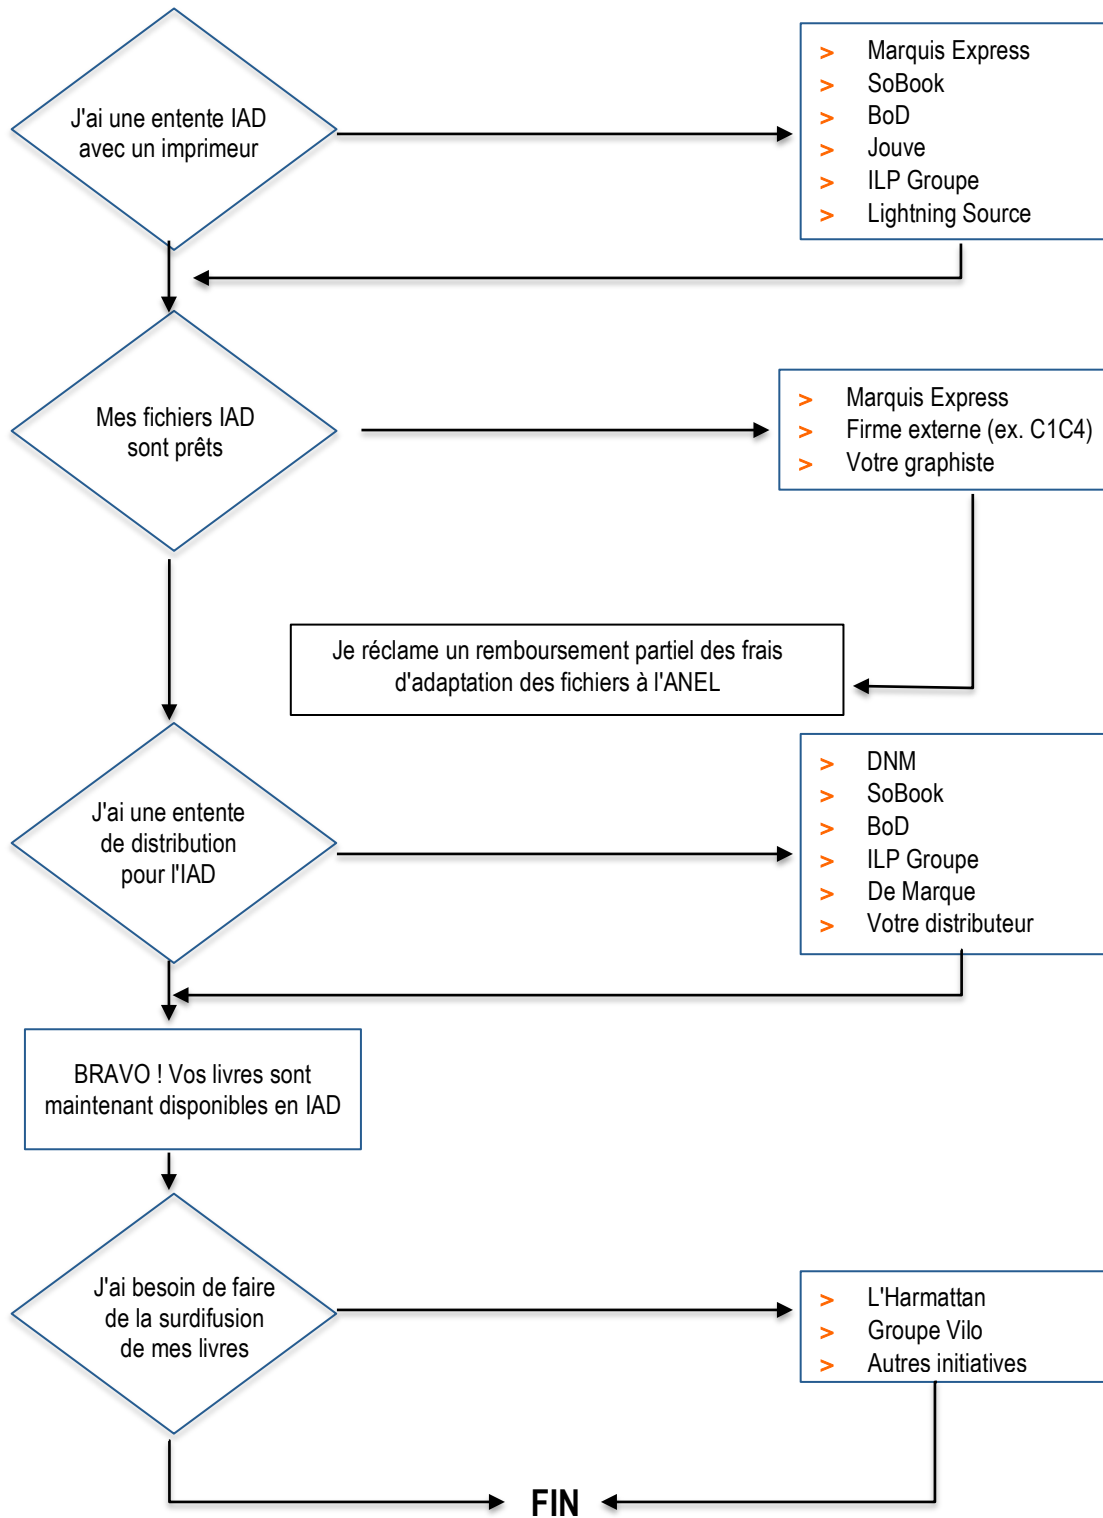 J'ai une entente IAD
avec un imprimeur
> Marquis Express
> SoBook
> BoD
> Jouve
> ILP Groupe
> Lightning Source
Mes fichiers IAD
sont prêts
> Marquis Express
> Firme externe (ex. C1C4)
> Votre graphiste
Je réclame un remboursement partiel des frais
d'adaptation des fichiers à l'ANEL
J'ai une entente
de distribution
pour l'IAD
> DNM
> SoBook
> BoD
> ILP Groupe
> De Marque
> Votre distributeur
BRAVO ! Vos livres sont
maintenant disponibles en IAD
J'ai besoin de faire
de la surdifusion
de mes livres
> L'Harmattan
> Groupe Vilo
> Autres initiatives
FIN